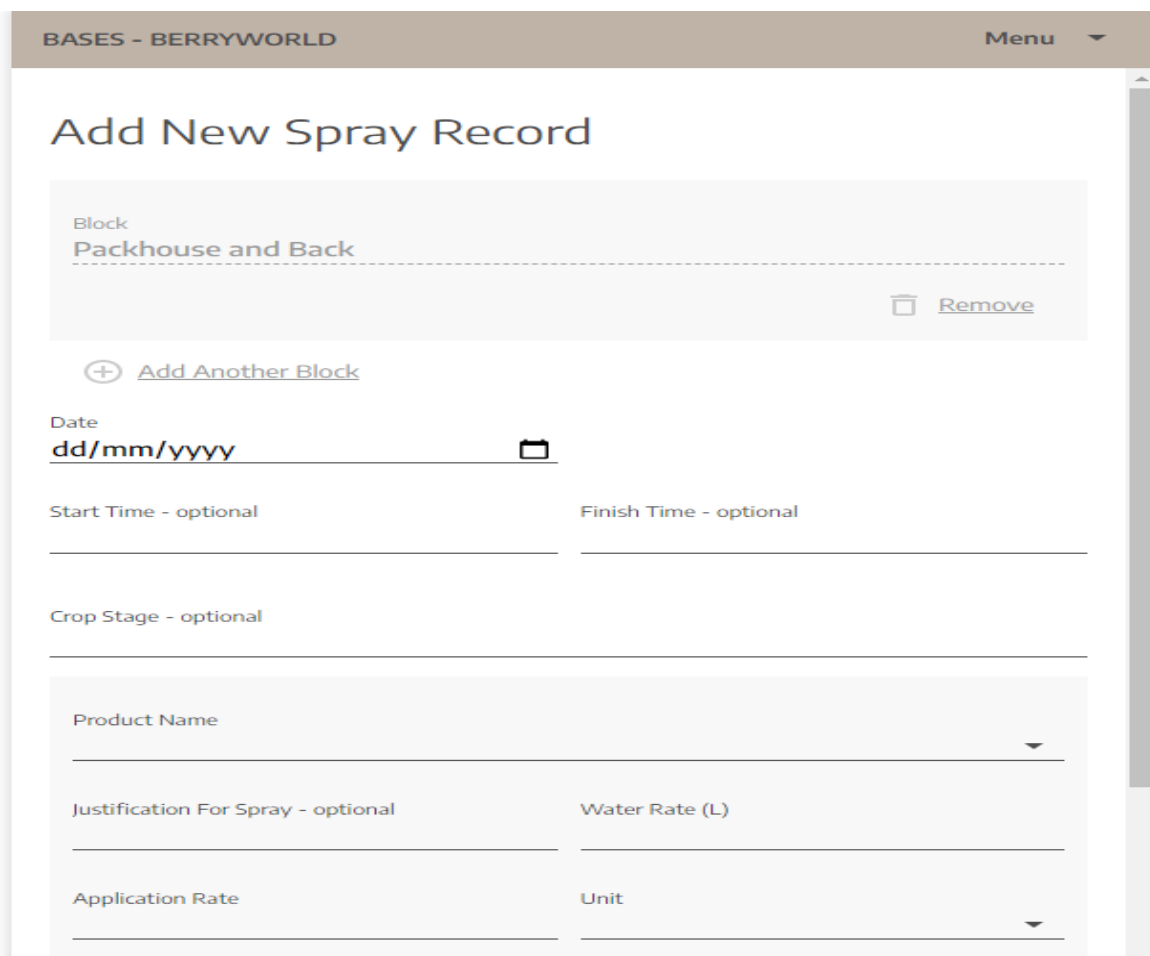 BASES - BERRYWORLD Menu
Add New Spray Record
Block
Packhouse and Back
Remove
Add Another Block
Date
dd/mm/yyyy
Start Time - optional Finish Time - optional
Crop Stage - optional
Product Name
Justification For Spray - optional Water Rate (L)
Application Rate Unit